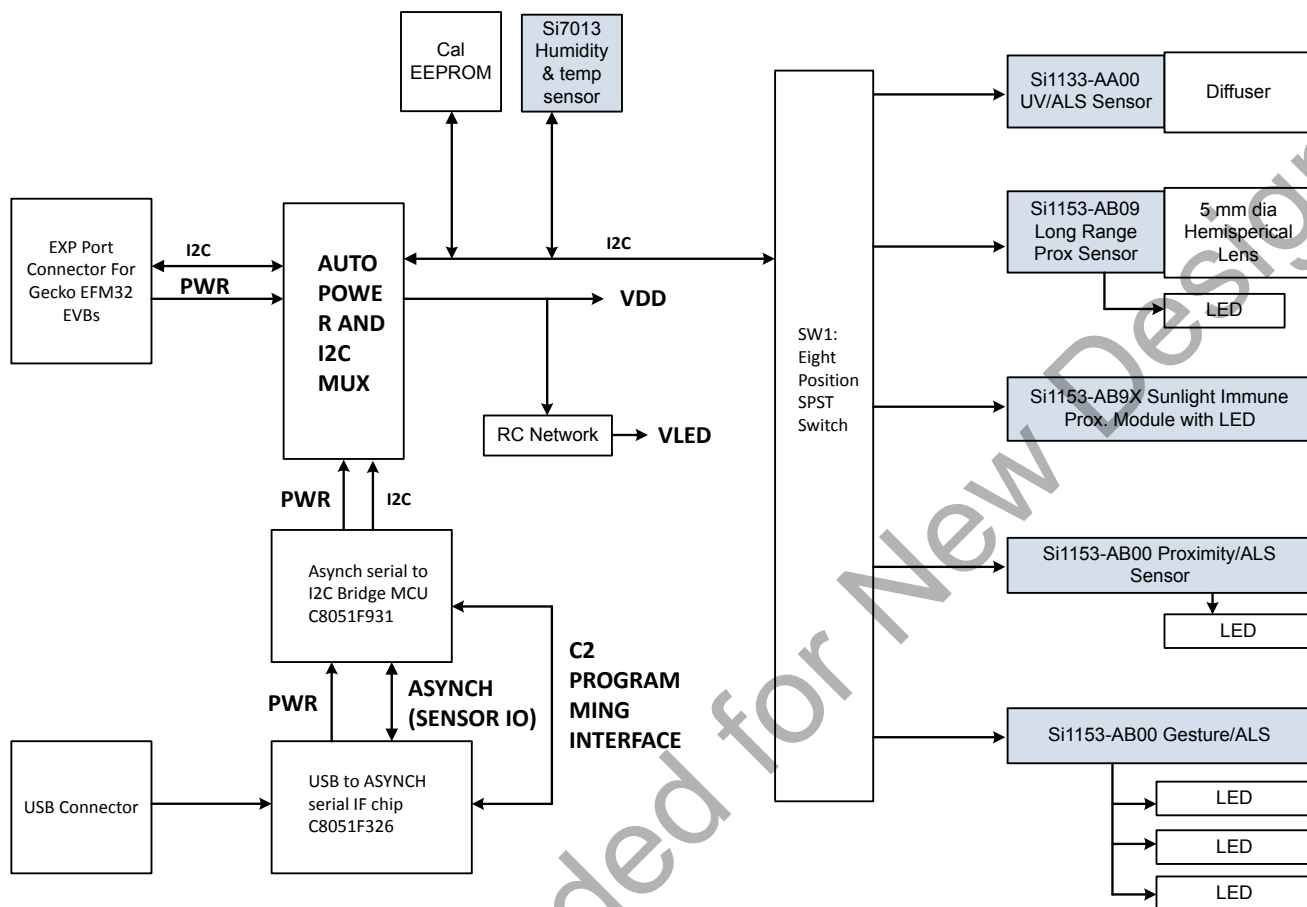 Cal
EEPROM
Si7013
Humidity
& temp
sensor
EXP Port
Connector For
Gecko EFM32
EVBs
I2C
PWR
AUTO
POWE
R AND
I2C
MUX
I2C
VDD
RC Network
VLED
PWR
I2C
Asynch serial to
I2C Bridge MCU
C8051F931
PWR
ASYNCH
(SENSOR IO)
C2
PROGRAM
MING
INTERFACE
USB Connector
USB to ASYNCH
serial IF chip
C8051F326
SW1:
Eight
Position
SPST
Switch
Si1133-AA00
UV/ALS Sensor
Diffuser
Si1153-AB09
Long Range
Prox Sensor
5 mm dia
Hemisperical
Lens
LED
Si1153-AB9X Sunlight Immune
Prox. Module with LED
Si1153-AB00 Proximity/ALS
Sensor
LED
Si1153-AB00 Gesture/ALS
LED
LED
LED
ded for New Design